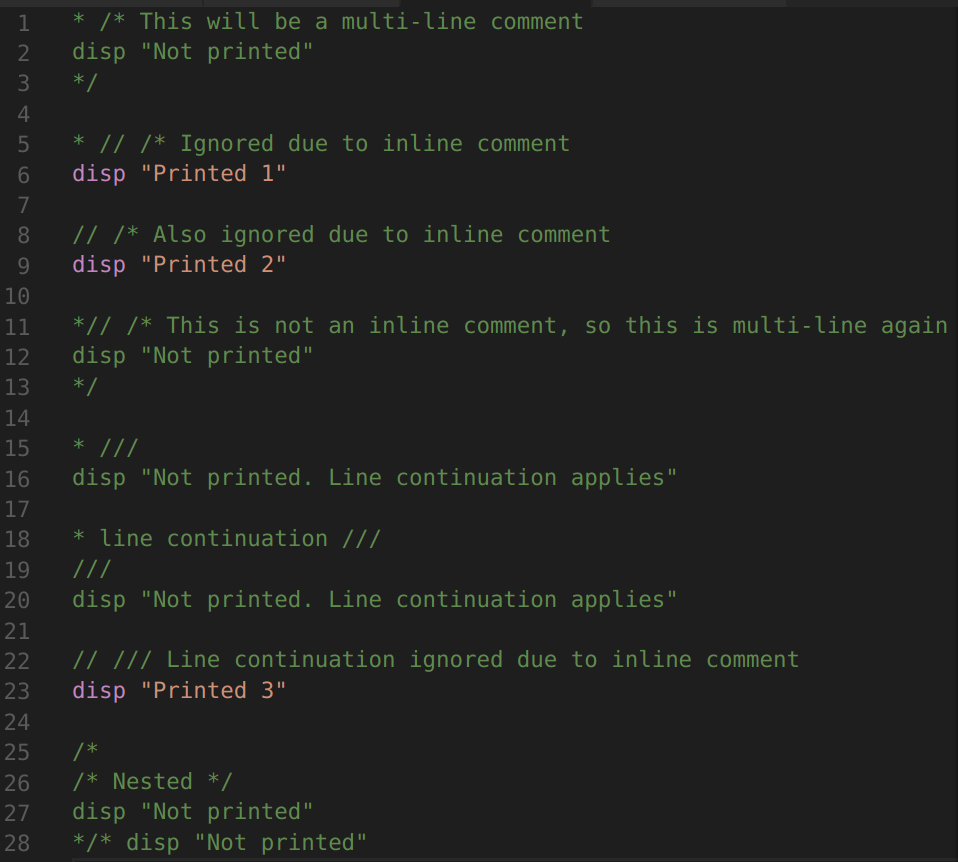 1 * /* This will be a multi-line comment
2 disp "Not printed"
3 */
4
5 * // /* Ignored due to inline comment
6 disp "Printed 1"
7
8 // /* Also ignored due to inline comment
9 disp "Printed 2"
10
11 *// /* This is not an inline comment, so this is multi-line again
12 disp "Not printed"
13 */
14
15 * ///
16 disp "Not printed. Line continuation applies"
17
18 * line continuation ///
19 ///
20 disp "Not printed. Line continuation applies"
21
22 // /// Line continuation ignored due to inline comment
23 disp "Printed 3"
24
25 /*
26 /* Nested */
27 disp "Not printed"
28 */* disp "Not printed"